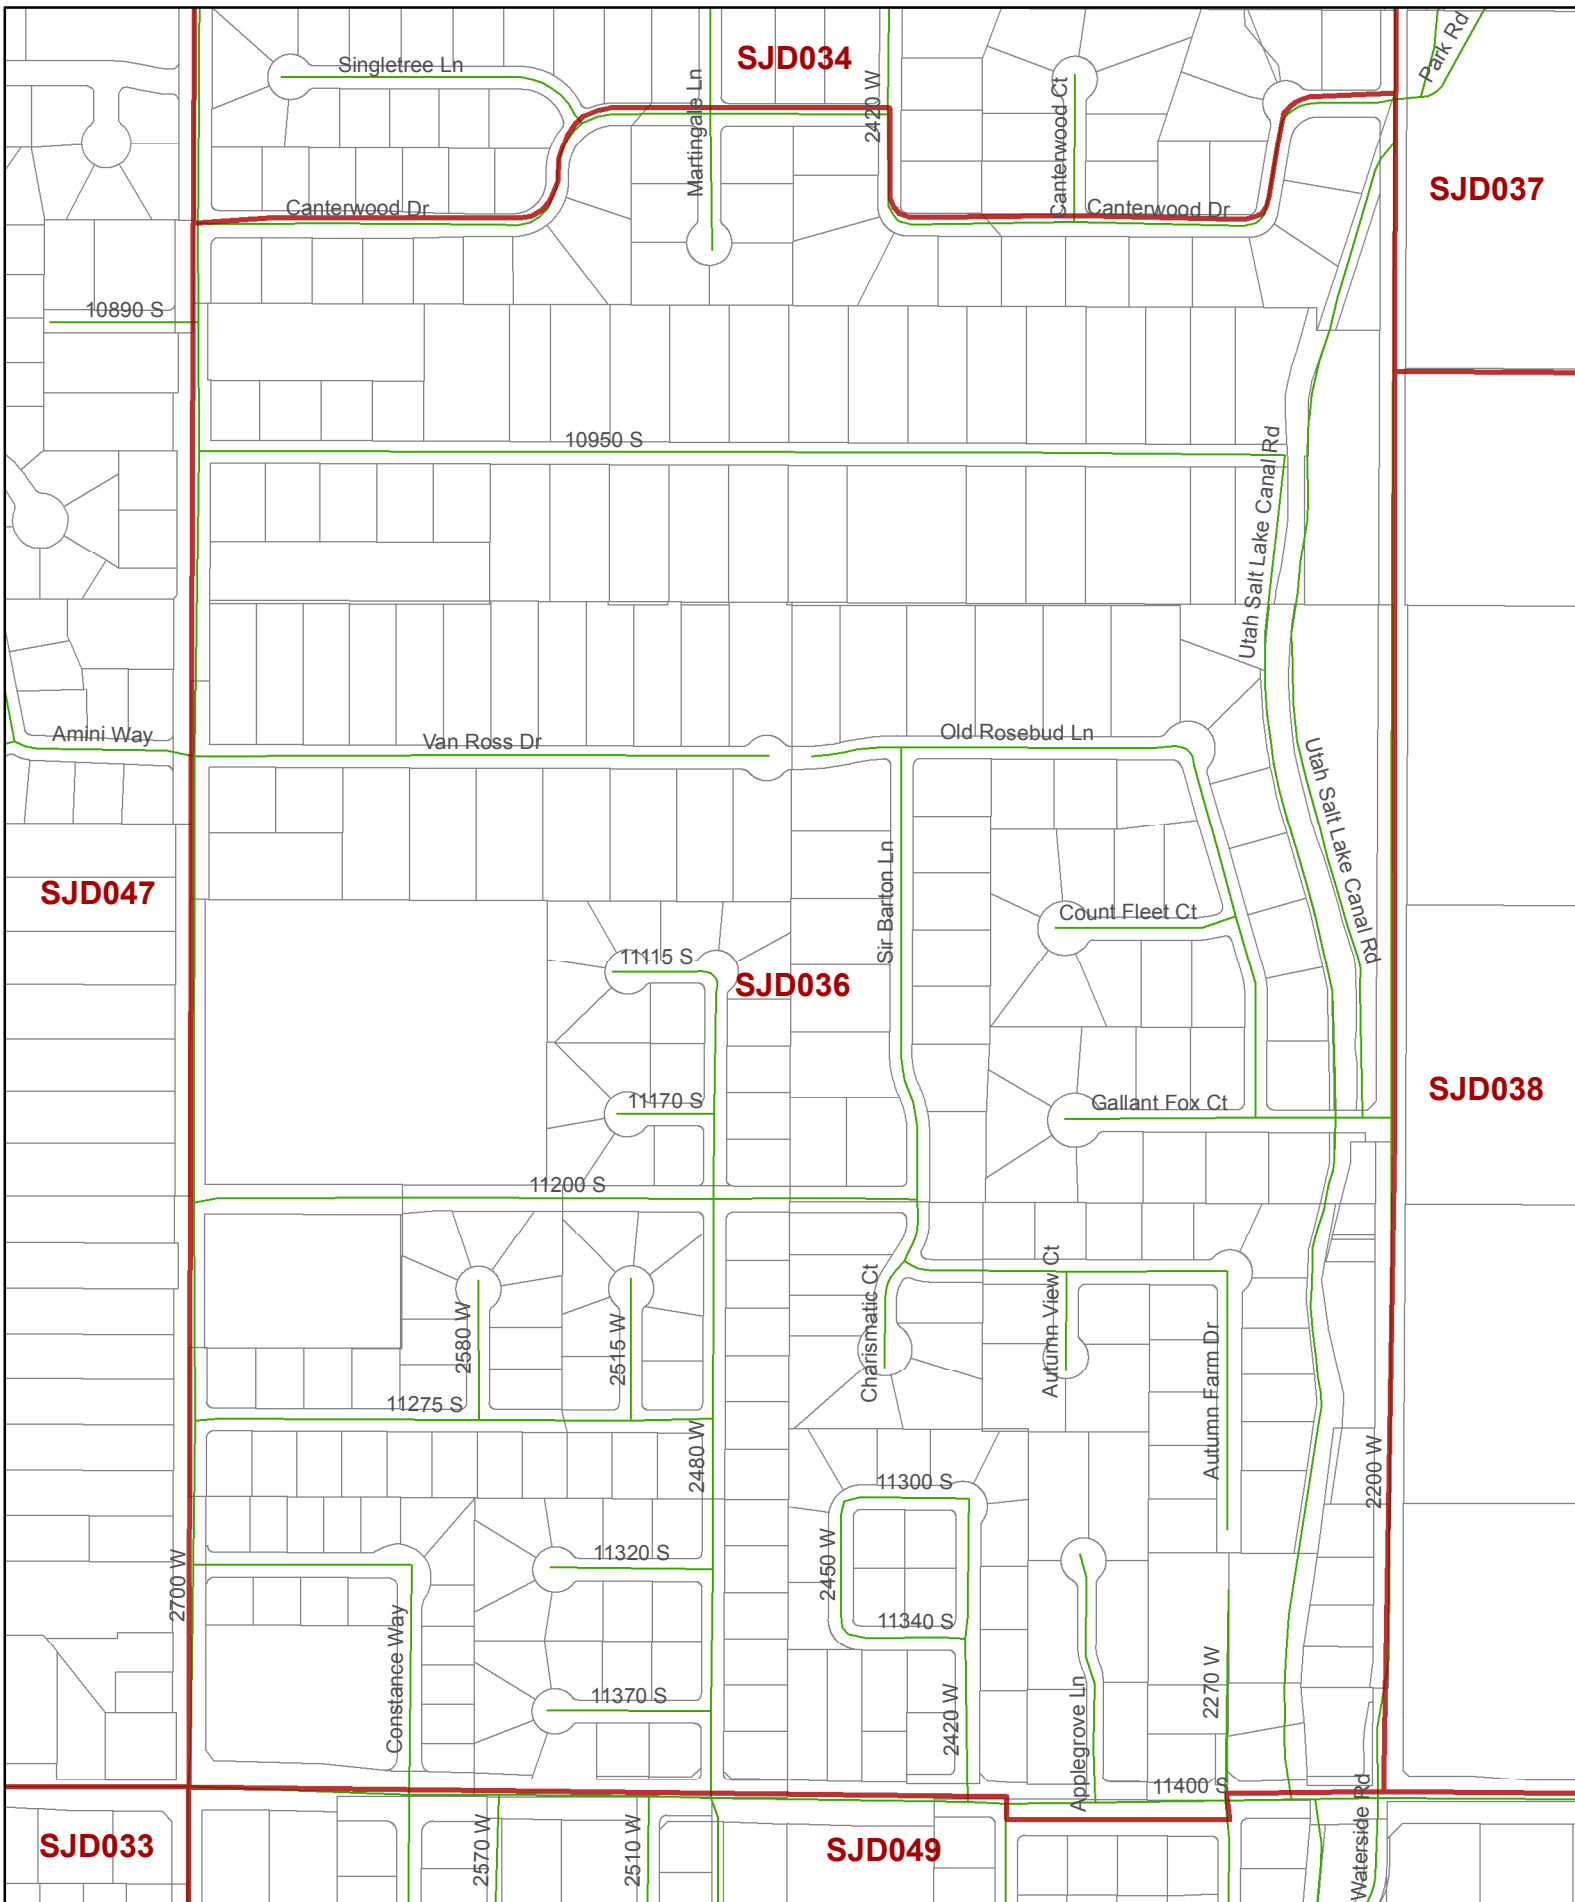 Park Rd
SJD034
Singletree Ln
Martingale Ln
2420 W
Canterwood Ct
SJD037
Canterwood Dr
Canterwood Dr
10890 S
10950 S
Utah Salt Lake Canal Rd
Amini Way
Van Ross Dr
Old Rosebud Ln
Utah Salt Lake Canal Rd
SJD047
Sir Barton Ln
Count Fleet Ct
11115 S
SJD036
SJD038
11170 S
Gallant Fox Ct
11200 S
Charismatic Ct
Autumn View Ct
2580 W
2515 W
Autumn Farm Dr
11275 S
2480 W
2200 W
11300 S
11320 S
2450 W
2700 W
11340 S
Constance Way
11370 S
2420 W
Applegrove Ln
2270 W
11400 S
Waterside Rd
SJD033
2570 W
2510 W
SJD049